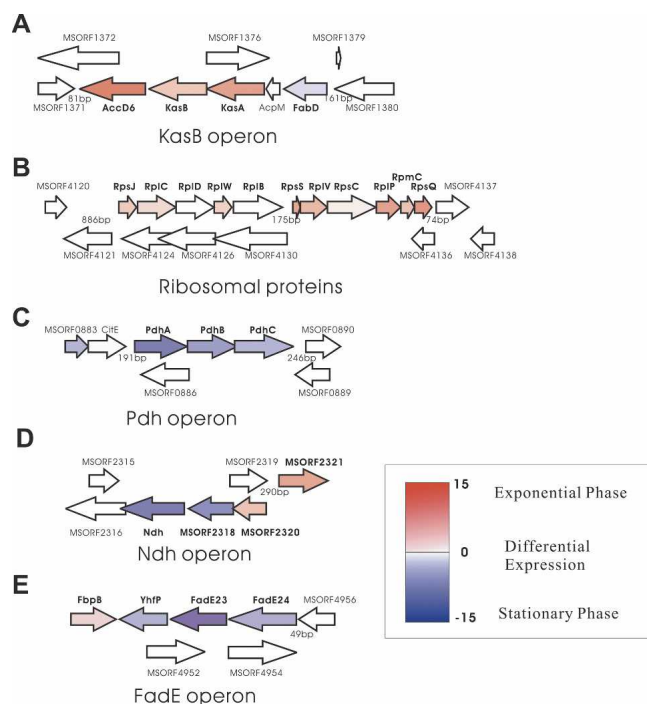 A
MSORF1372 MSORF1376 MSORF1379
MSORF1371 81bp AccD6 KasB KasA AcpM FabD 161bp MSORF1380
KasB operon
B
MSORF4120 RpsJ RplC RplD RplW RplB RpsS RplV RpsC RplP RpmC RpsQ MSORF4137
886bp 175bp 74bp
MSORF4121 MSORF4124 MSORF4126 MSORF4130 MSORF4136 MSORF4138
Ribosomal proteins
C
MSORF0883 CitE PdhA PdhB PdhC MSORF0890
191bp 246bp
MSORF0886 MSORF0889
Pdh operon
D
MSORF2315 MSORF2319 MSORF2321
290bp
MSORF2316 Ndh MSORF2318 MSORF2320
Ndh operon
15 Exponential Phase
0 Differential
Expression
-15 Stationary Phase
E
FbpB YhfP FadE23 FadE24 MSORF4956
49bp
MSORF4952 MSORF4954
FadE operon